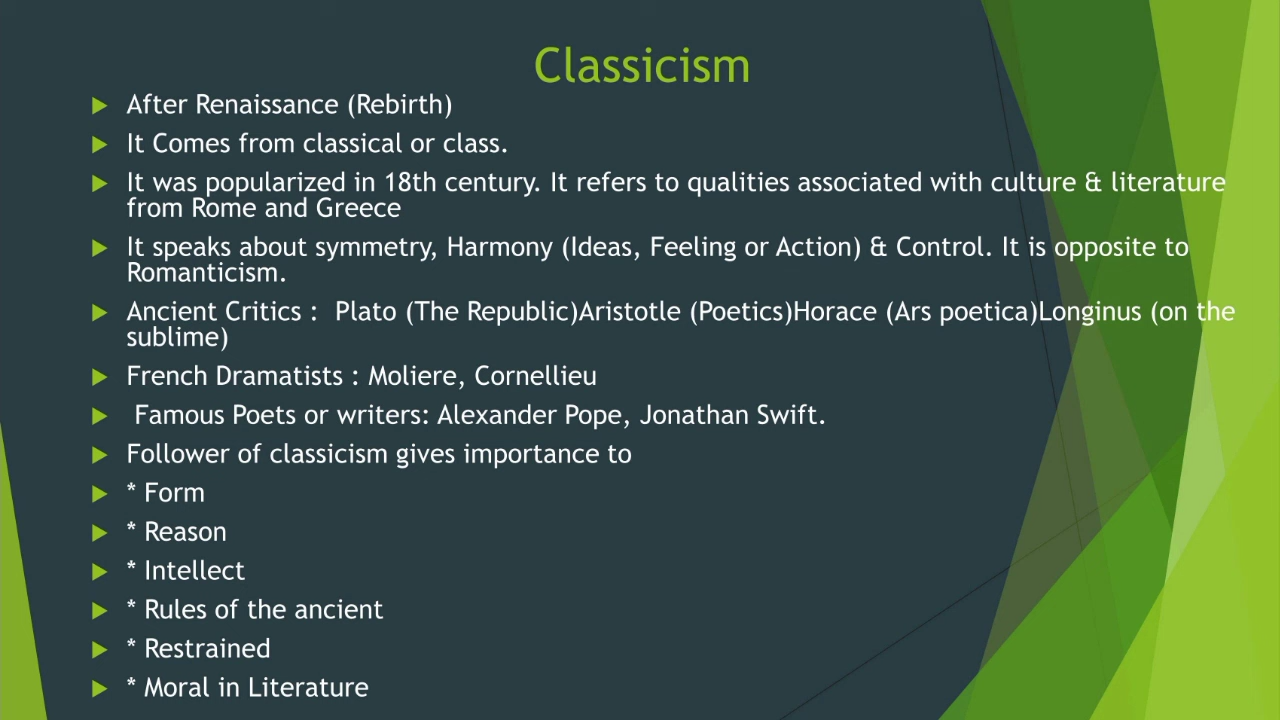 Classicism
After Renaissance (Rebirth)
It Comes from classical or class.
It was popularized in 18th century. It refers to qualities associated with culture & literature
from Rome and Greece
It speaks about symmetry, Harmony (Ideas, Feeling or Action) & Control. It is opposite to
Romanticism.
Ancient Critics :  Plato (The Republic)Aristotle (Poetics)Horace (Ars poetica)Longinus (on the
sublime)
French Dramatists : Moliere, Cornellieu
Famous Poets or writers: Alexander Pope, Jonathan Swift.
Follower of classicism gives importance to
* Form
* Reason
* Intellect
* Rules of the ancient
* Restrained
* Moral in Literature